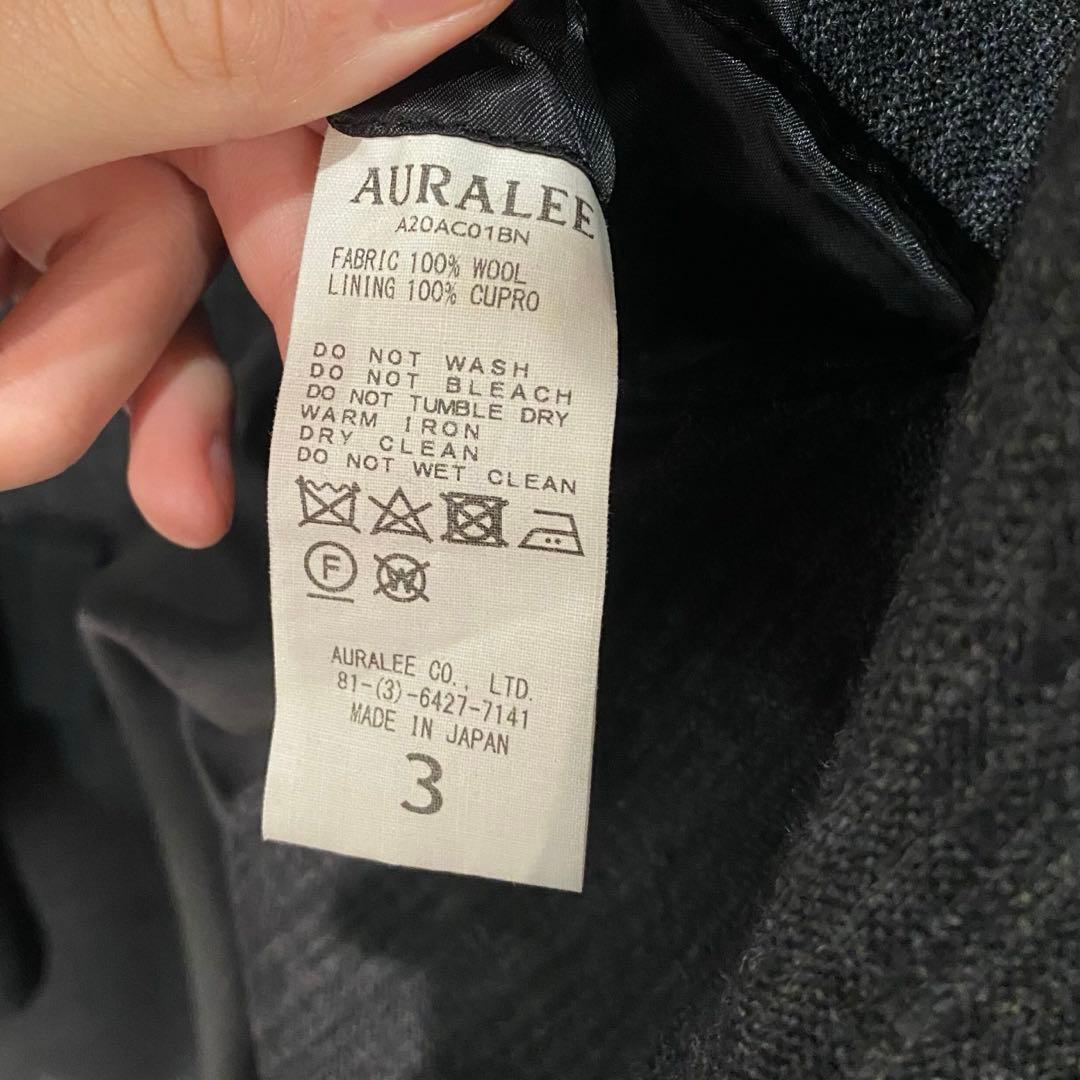 AURALEE
A20AC01BN
FABRIC 100% WOOL
LINING 100% CUPRO
DO NOT WASH
DO NOT BLEACH
DO NOT TUMBLE DRY
WARM IRON
DRY CLEAN
DO NOT WET CLEAN
F W
AURALEE CO., LTD.
81-(3)-6427-7141
MADE IN JAPAN
3